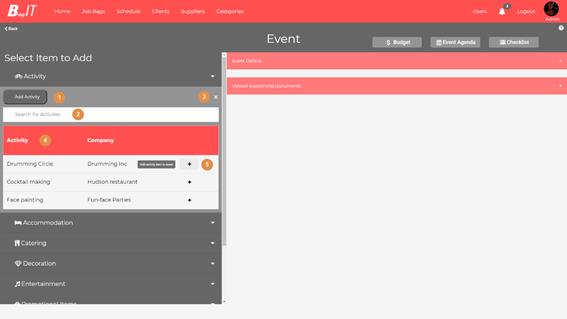 BagIT
Home Job Bags Schedule Clients Suppliers Categories Users 3 Logout Admin
Back
Event
Budget Event Agenda Checklist
Select Item to Add
Activity
Event Details
Add Activity 1 3 ×
Upload supporting documents
Search for Activities 2
Activity 4 Company
Drumming Circle Drumming Inc Add activity item to event + 5
Cocktail making Hudson restaurant +
Face painting Fun-face Parties +
Accommodation
Catering
Decoration
Entertainment
Promotional Items